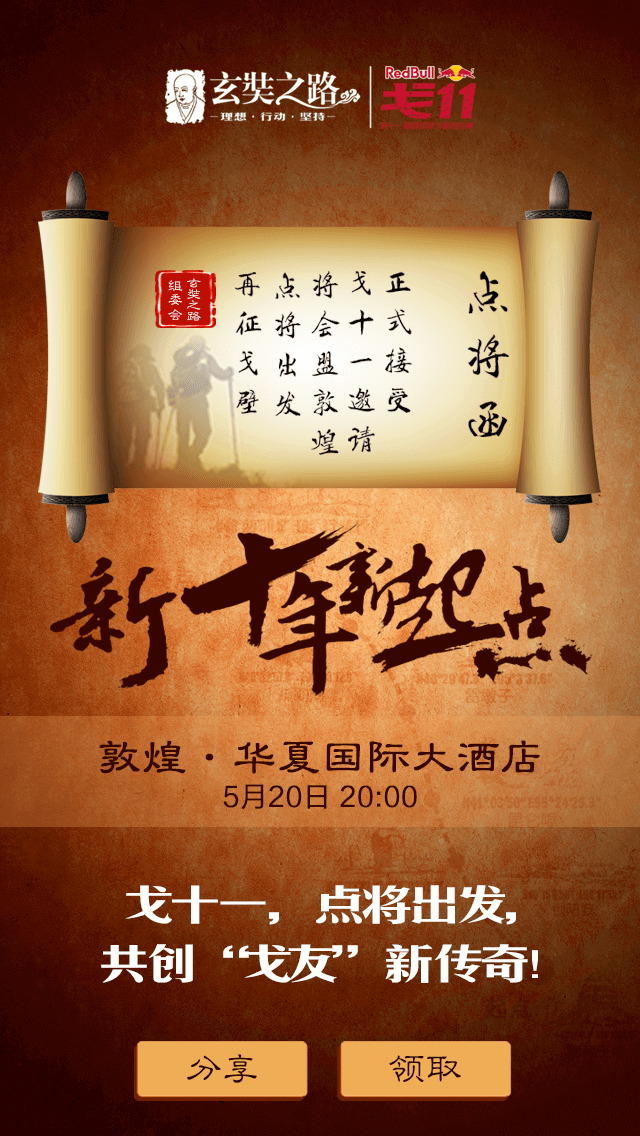 玄奘之路
理想·行动·坚持
RedBull
戈11
点将函
正式接受
戈十一邀请
将会盟敦煌
点将出发
再征戈壁
玄奘之路
组委会
新十年新起点
敦煌·华夏国际大酒店
5月20日 20:00
戈十一，点将出发，
共创“戈友”新传奇！
分享
领取